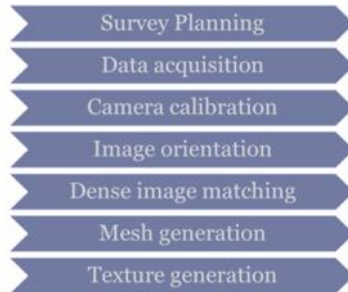 Survey Planning
Data acquisition
Camera calibration
Image orientation
Dense image matching
Mesh generation
Texture generation